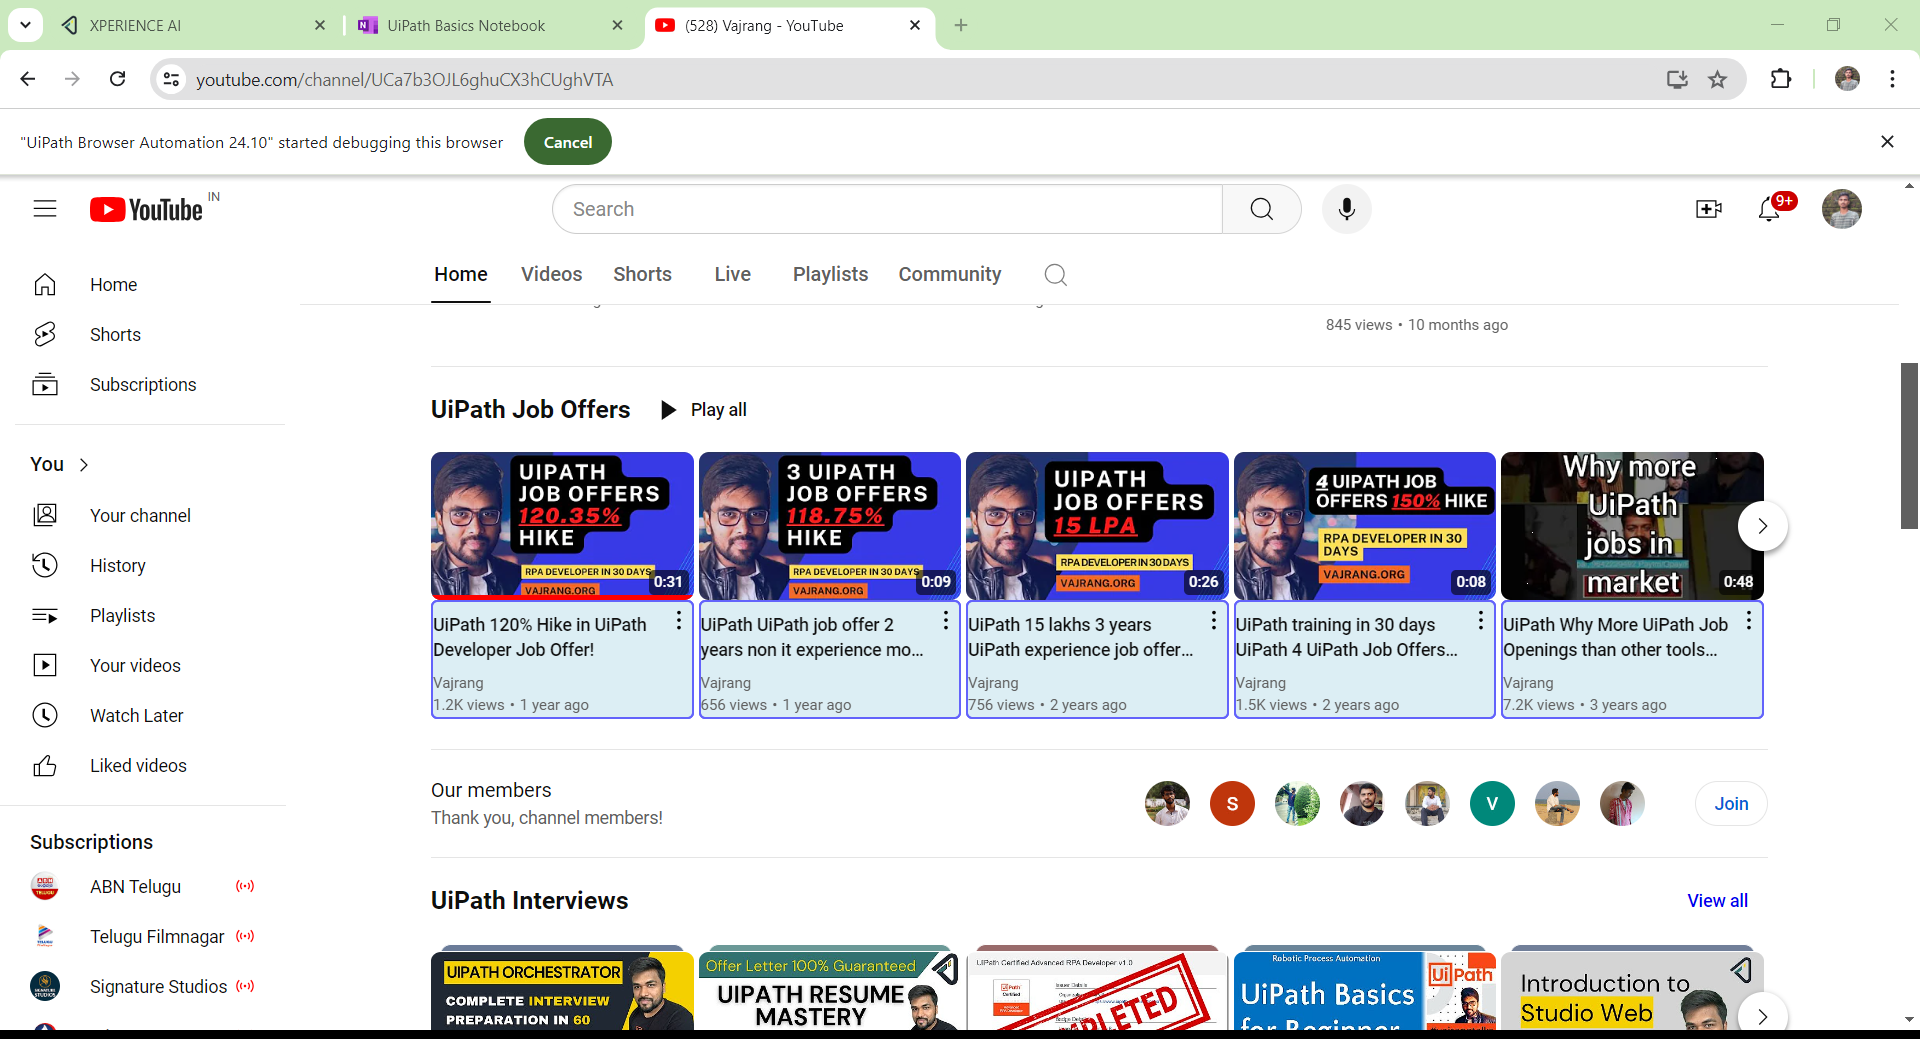 XPERIENCE AI
UiPath Basics Notebook
(528) Vajrang - YouTube
youtube.com/channel/UCa7b3OJL6ghuCX3hCUghVTA
"UiPath Browser Automation 24.10" started debugging this browser
Cancel
YouTube IN
Search
9+
Home
Videos
Shorts
Live
Playlists
Community
Home
Shorts
Subscriptions
You
Your channel
History
Playlists
Your videos
Watch Later
Liked videos
Subscriptions
ABN Telugu
Telugu Filmnagar
Signature Studios
845 views • 10 months ago
UiPath Job Offers
Play all
UIPATH
JOB OFFERS
120.35%
HIKE
RPA DEVELOPER IN 30 DAYS
VAJRANG.ORG
0:31
UiPath 120% Hike in UiPath
Developer Job Offer!
Vajrang
1.2K views • 1 year ago
3 UIPATH
JOB OFFERS
118.75%
HIKE
RPA DEVELOPER IN 30 DAYS
VAJRANG.ORG
0:09
UiPath UiPath job offer 2
years non it experience mo...
Vajrang
656 views • 1 year ago
UIPATH
JOB OFFERS
15 LPA
RPA DEVELOPER IN 30 DAYS
VAJRANG.ORG
0:26
UiPath 15 lakhs 3 years
UiPath experience job offer...
Vajrang
756 views • 2 years ago
4 UIPATH JOB
OFFERS 150% HIKE
RPA DEVELOPER IN 30
DAYS
VAJRANG.ORG
0:08
UiPath training in 30 days
UiPath 4 UiPath Job Offers...
Vajrang
1.5K views • 2 years ago
Why more
UiPath
jobs in
market
0:48
UiPath Why More UiPath Job
Openings than other tools...
Vajrang
7.2K views • 3 years ago
Our members
Thank you, channel members!
S
V
Join
UiPath Interviews
View all
UIPATH ORCHESTRATOR
COMPLETE INTERVIEW
PREPARATION IN 60
Offer Letter 100% Guaranteed
UIPATH RESUME
MASTERY
UiPath Certified Advanced RPA Developer v1.0
Robotic Process Automation
UiPath
UiPath Basics
for Beginner
Introduction to
Studio Web